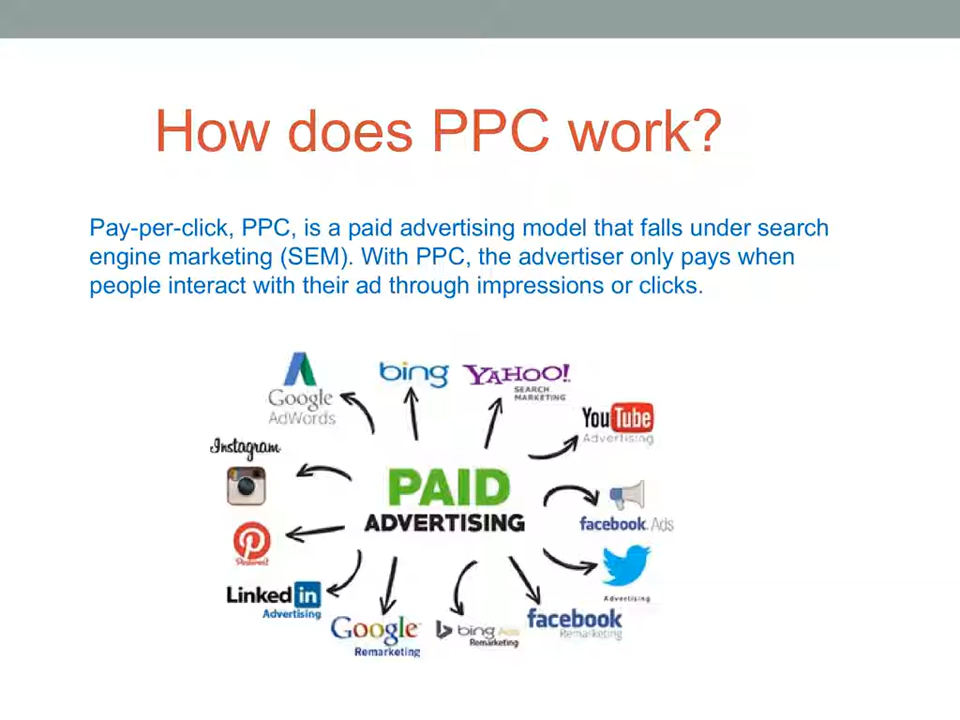 How does PPC work?
Pay-per-click, PPC, is a paid advertising model that falls under search
engine marketing (SEM). With PPC, the advertiser only pays when
people interact with their ad through impressions or clicks.
Google
AdWords
bing
YAHOO!
SEARCH
MARKETING
YouTube
Advertising
Instagram
PAID
ADVERTISING
facebook Ads
Pinterest
Advertising
Linked in
Advertising
Google
Remarketing
bing Ads
Remarketing
facebook
Remarketing